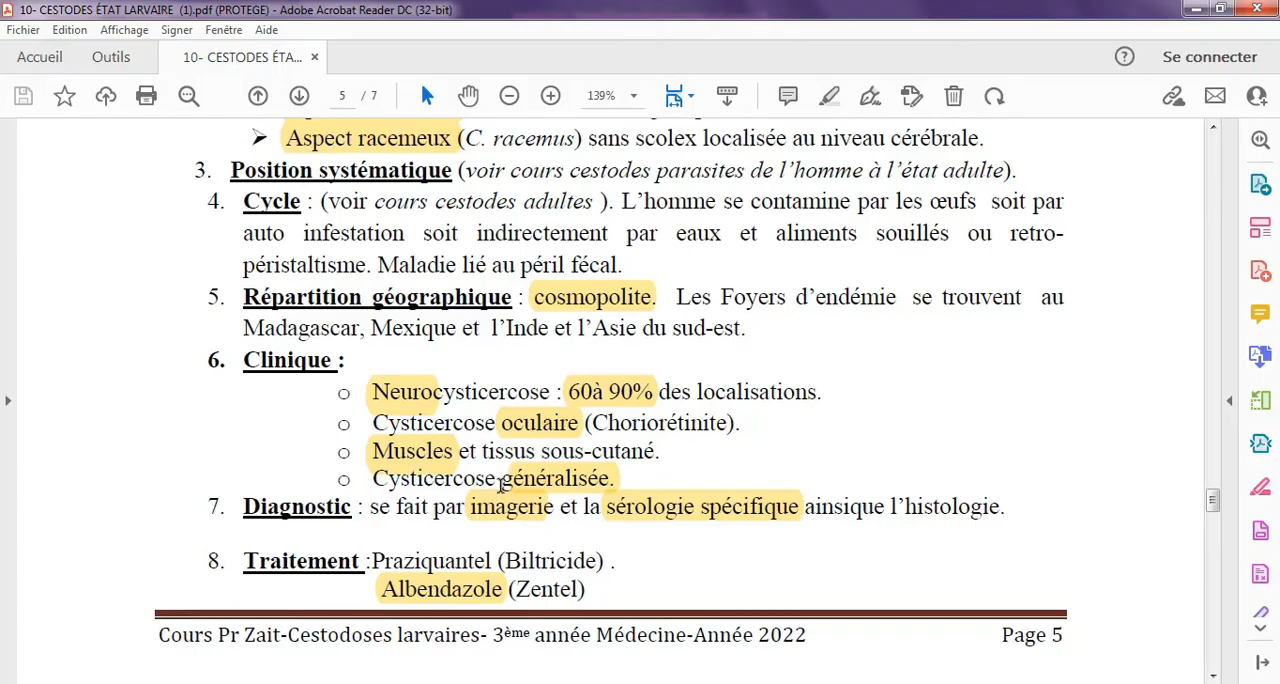 10- CESTODES ÉTAT LARVAIRE (1).pdf (PROTEGE) - Adobe Acrobat Reader DC (32-bit)
Fichier Edition Affichage Signer Fenêtre Aide
Accueil Outils 10- CESTODES ÉTA... × Se connecter
5 / 7 139%
Aspect racemeux (C. racemus) sans scolex localisée au niveau cérébrale.
3. Position systématique (voir cours cestodes parasites de l'homme à l'état adulte).
4. Cycle : (voir cours cestodes adultes ). L'homme se contamine par les œufs soit par
auto infestation soit indirectement par eaux et aliments souillés ou retro-
péristaltisme. Maladie lié au péril fécal.
5. Répartition géographique : cosmopolite. Les Foyers d'endémie se trouvent au
Madagascar, Mexique et l'Inde et l'Asie du sud-est.
6. Clinique :
o Neurocysticercose : 60à 90% des localisations.
o Cysticercose oculaire (Choriorétinite).
o Muscles et tissus sous-cutané.
o Cysticercose généralisée.
7. Diagnostic : se fait par imagerie et la sérologie spécifique ainsique l'histologie.
8. Traitement :Praziquantel (Biltricide) .
Albendazole (Zentel)
Cours Pr Zait-Cestodoses larvaires- 3ème année Médecine-Année 2022 Page 5